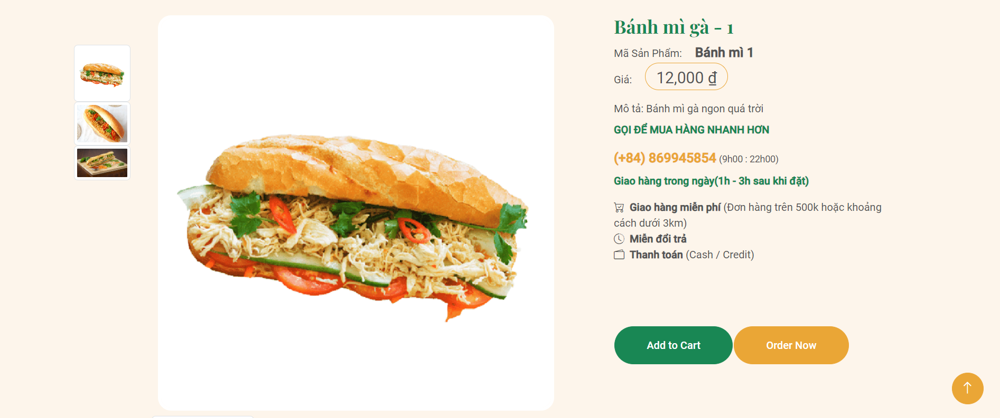 Bánh mì gà - 1
Mã Sản Phẩm: Bánh mì 1
Giá: 12,000 ₫
Mô tả: Bánh mì gà ngon quá trời
GỌI ĐỂ MUA HÀNG NHANH HƠN
(+84) 869945854 (9h00 : 22h00)
Giao hàng trong ngày(1h - 3h sau khi đặt)
Giao hàng miễn phí (Đơn hàng trên 500k hoặc khoảng
cách dưới 3km)
Miễn đổi trả
Thanh toán (Cash / Credit)
Add to Cart
Order Now